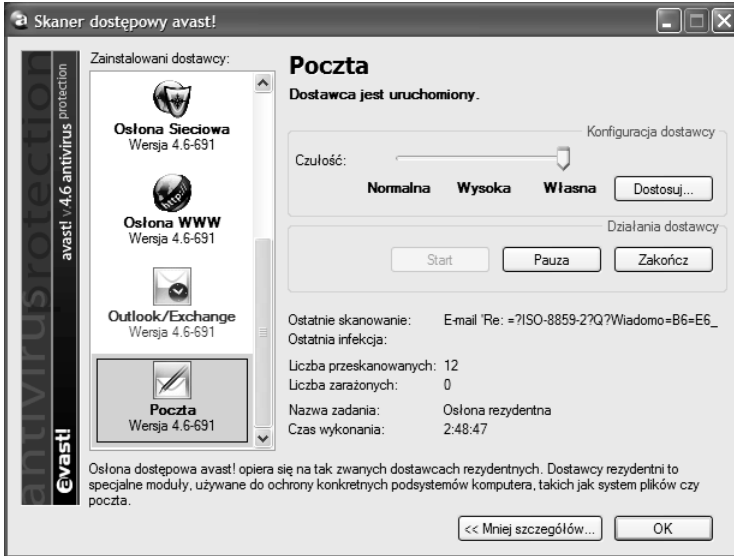 Skaner dostępowy avast!
Zainstalowani dostawcy:
Osłona Sieciowa
Wersja 4.6-691
Osłona WWW
Wersja 4.6-691
Outlook/Exchange
Wersja 4.6-691
Poczta
Wersja 4.6-691
antivirusprotection
avast! v4.6 antivirus protection
avast!
Poczta
Dostawca jest uruchomiony.
Konfiguracja dostawcy
Czułość:
Normalna Wysoka Własna Dostosuj...
Działania dostawcy
Start Pauza Zakończ
Ostatnie skanowanie: E-mail 'Re: =?ISO-8859-2?Q?Wiadomo=B6=E6_
Ostatnia infekcja:
Liczba przeskanowanych: 12
Liczba zarażonych: 0
Nazwa zadania: Osłona rezydentna
Czas wykonania: 2:48:47
Osłona dostępowa avast! opiera się na tak zwanych dostawcach rezydentnych. Dostawcy rezydentni to
specjalne moduły, używane do ochrony konkretnych podsystemów komputera, takich jak system plików czy
poczta.
<< Mniej szczegółów... OK